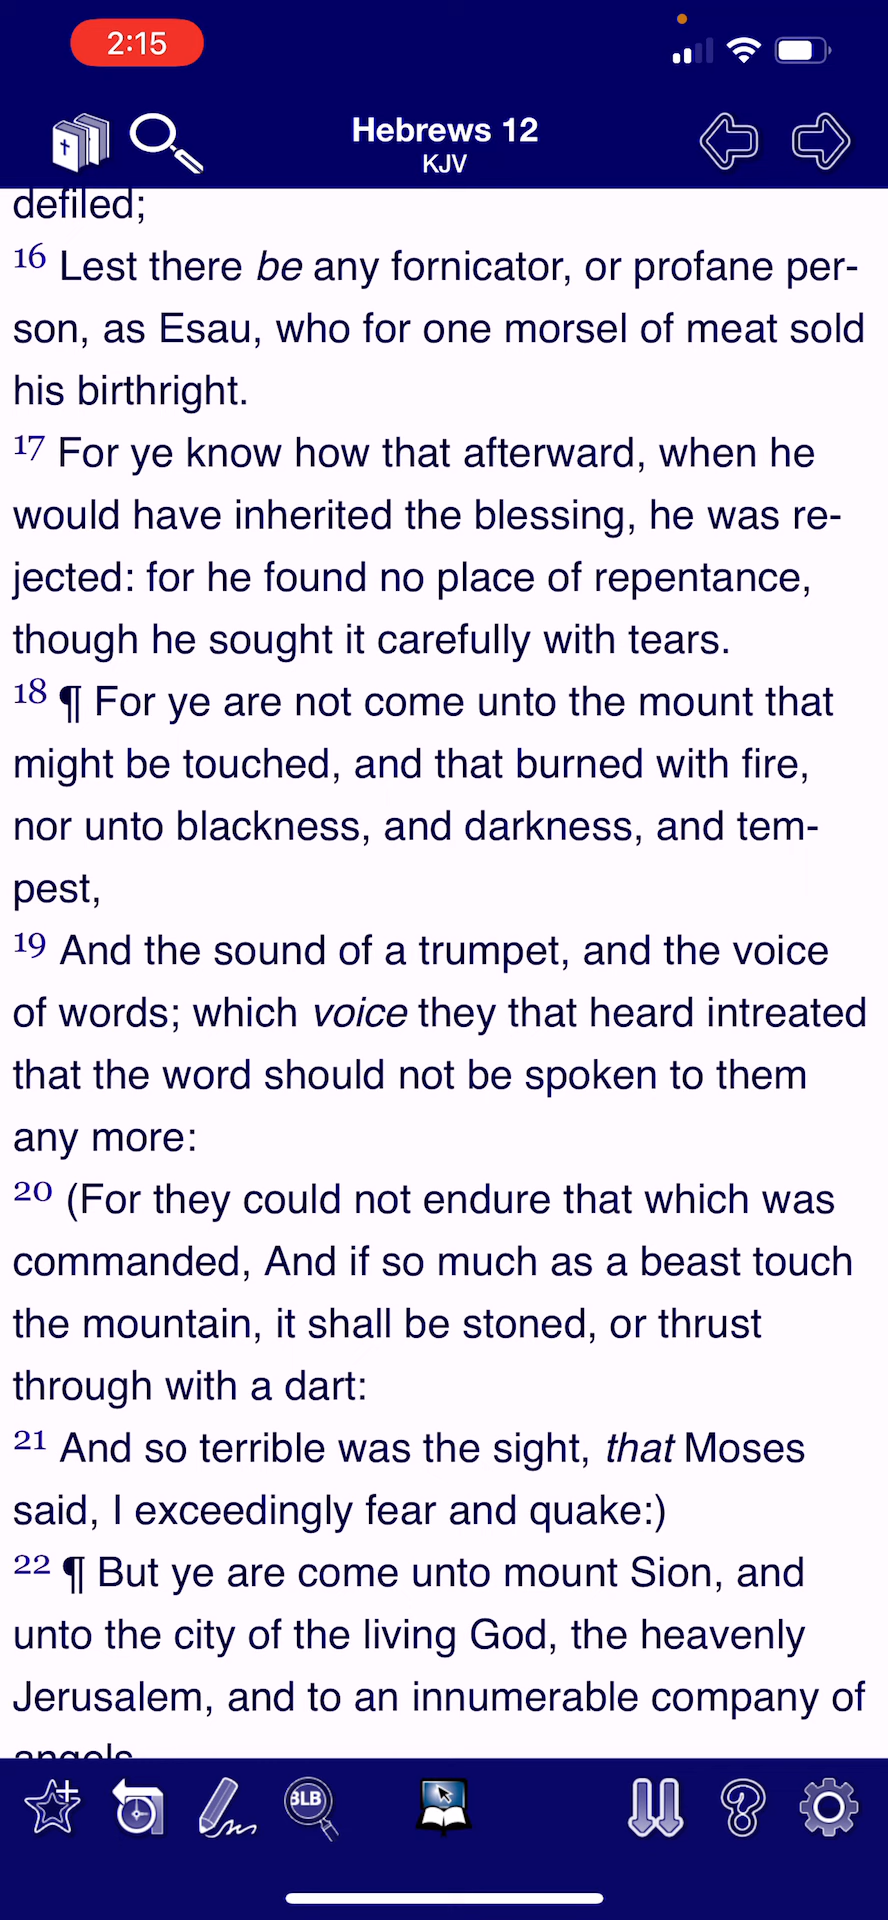 2:15
Hebrews 12
KJV
defiled;
16 Lest there be any fornicator, or profane per-
son, as Esau, who for one morsel of meat sold
his birthright.
17 For ye know how that afterward, when he
would have inherited the blessing, he was re-
jected: for he found no place of repentance,
though he sought it carefully with tears.
18 ¶ For ye are not come unto the mount that
might be touched, and that burned with fire,
nor unto blackness, and darkness, and tem-
pest,
19 And the sound of a trumpet, and the voice
of words; which voice they that heard intreated
that the word should not be spoken to them
any more:
20 (For they could not endure that which was
commanded, And if so much as a beast touch
the mountain, it shall be stoned, or thrust
through with a dart:
21 And so terrible was the sight, that Moses
said, I exceedingly fear and quake:)
22 ¶ But ye are come unto mount Sion, and
unto the city of the living God, the heavenly
Jerusalem, and to an innumerable company of
angels
BLB